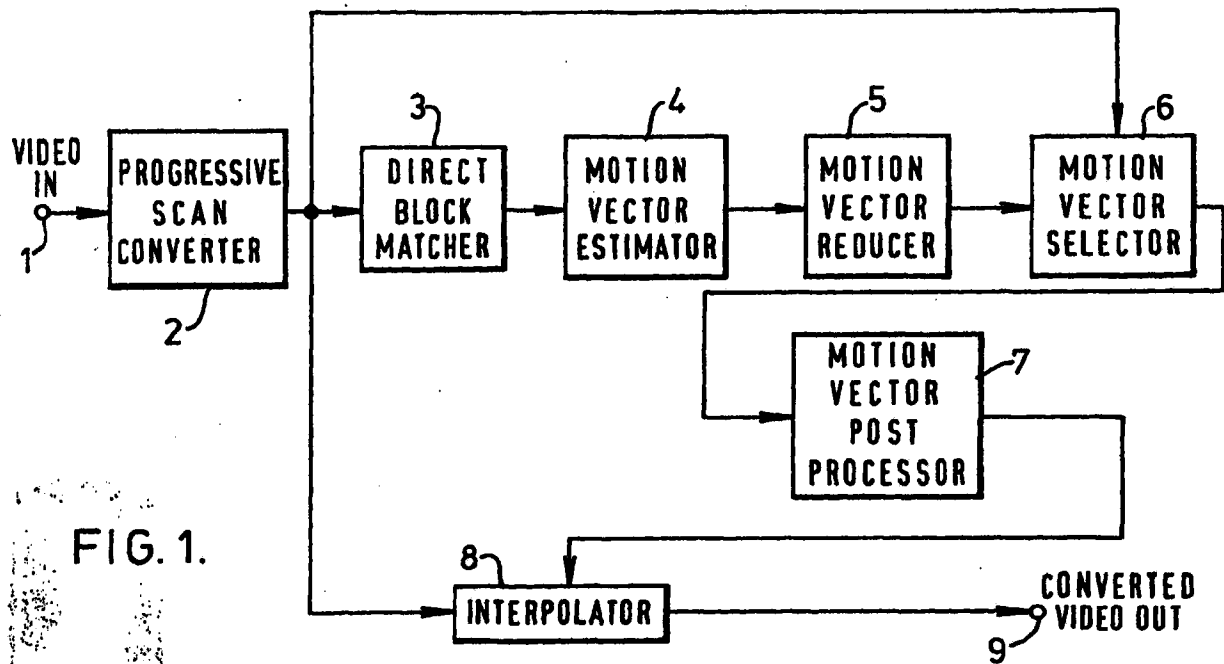 VIDEO
IN
1
PROGRESSIVE
SCAN
CONVERTER
2
3
DIRECT
BLOCK
MATCHER
4
MOTION
VECTOR
ESTIMATOR
5
MOTION
VECTOR
REDUCER
6
MOTION
VECTOR
SELECTOR
7
MOTION
VECTOR
POST
PROCESSOR
8
INTERPOLATOR
CONVERTED
VIDEO OUT
9
FIG. 1.